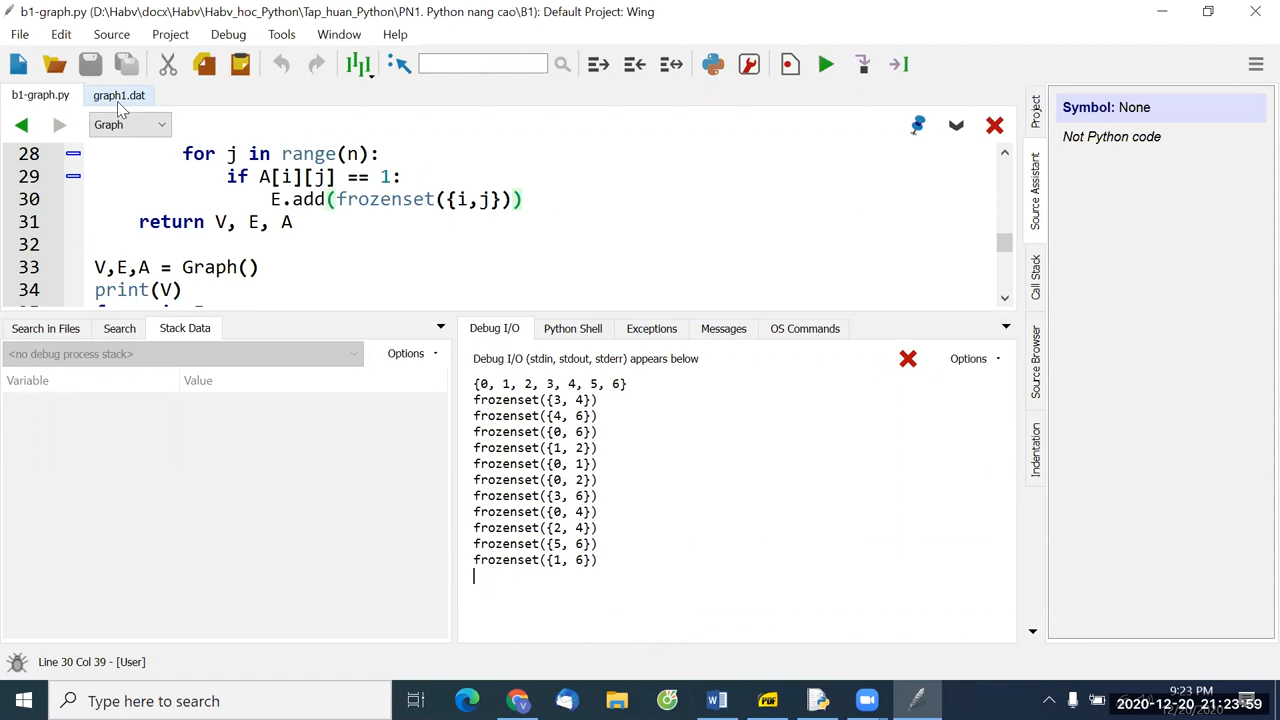 b1-graph.py (D:\Habv\docx\Habv\Habv_hoc_Python\Tap_huan_Python\PN1. Python nang cao\B1): Default Project: Wing
File Edit Source Project Debug Tools Window Help
b1-graph.py graph1.dat
Graph
28 for j in range(n):
29 if A[i][j] == 1:
30 E.add(frozenset({i,j}))
31 return V, E, A
32
33 V,E,A = Graph()
34 print(V)
Search in Files Search Stack Data
<no debug process stack> Options
Variable Value
Debug I/O Python Shell Exceptions Messages OS Commands
Debug I/O (stdin, stdout, stderr) appears below Options
{0, 1, 2, 3, 4, 5, 6}
frozenset({3, 4})
frozenset({4, 6})
frozenset({0, 6})
frozenset({1, 2})
frozenset({0, 1})
frozenset({0, 2})
frozenset({3, 6})
frozenset({0, 4})
frozenset({2, 4})
frozenset({5, 6})
frozenset({1, 6})
Project
Source Assistant
Call Stack
Source Browser
Indentation
Symbol: None
Not Python code
Line 30 Col 39 - [User]
Type here to search
9:23 PM
2020-12-20 21:23:59